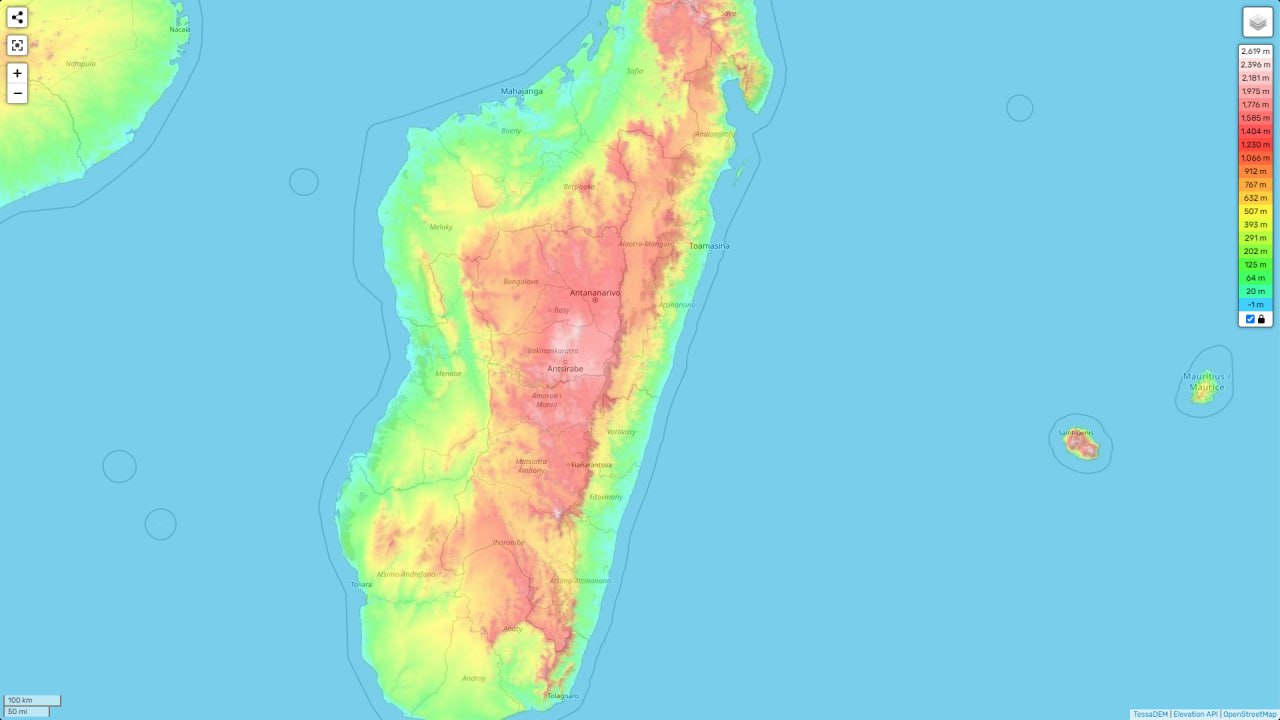 Sava
Nacala
Nampula
Sofia
Mahajanga
Boeny
Analanjirofo
Betsiboka
Melaky
Alaotra-Mangoro
Toamasina
Bongolava
Antananarivo
Itasy
Atsinanana
Vakinankaratra
Antsirabe
Menabe
Amoron'i
Mania
Vatovavy
Matsiatra
Ambony
Fianarantsoa
Fitovinany
Ihorombe
Atsimo-Andrefana
Atsimo-Atsinanana
Toliara
Anosy
Androy
Tolagnaro
Mauritius /
Maurice
Saint-Denis
+
−
2,619 m
2,396 m
2,181 m
1,975 m
1,776 m
1,585 m
1,404 m
1,230 m
1,066 m
912 m
767 m
632 m
507 m
393 m
291 m
202 m
125 m
64 m
20 m
-1 m
100 km
50 mi
TessaDEM | Elevation API | OpenStreetMap